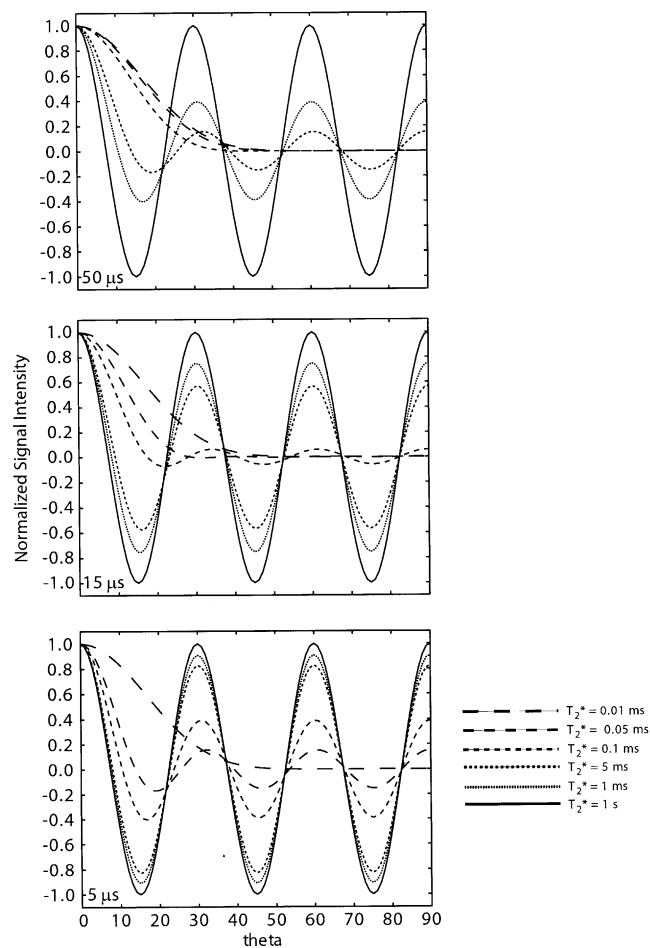 1.0
0.8
0.6
0.4
0.2
0.0
-0.2
-0.4
-0.6
-0.8
-1.0
50 μs
1.0
0.8
0.6
0.4
0.2
0.0
-0.2
-0.4
-0.6
-0.8
-1.0
15 μs
Normalized Signal Intensity
1.0
0.8
0.6
0.4
0.2
0.0
-0.2
-0.4
-0.6
-0.8
-1.0
5 μs
0 10 20 30 40 50 60 70 80 90
theta
T2* = 0.01 ms
T2* = 0.05 ms
T2* = 0.1 ms
T2* = 5 ms
T2* = 1 ms
T2* = 1 s